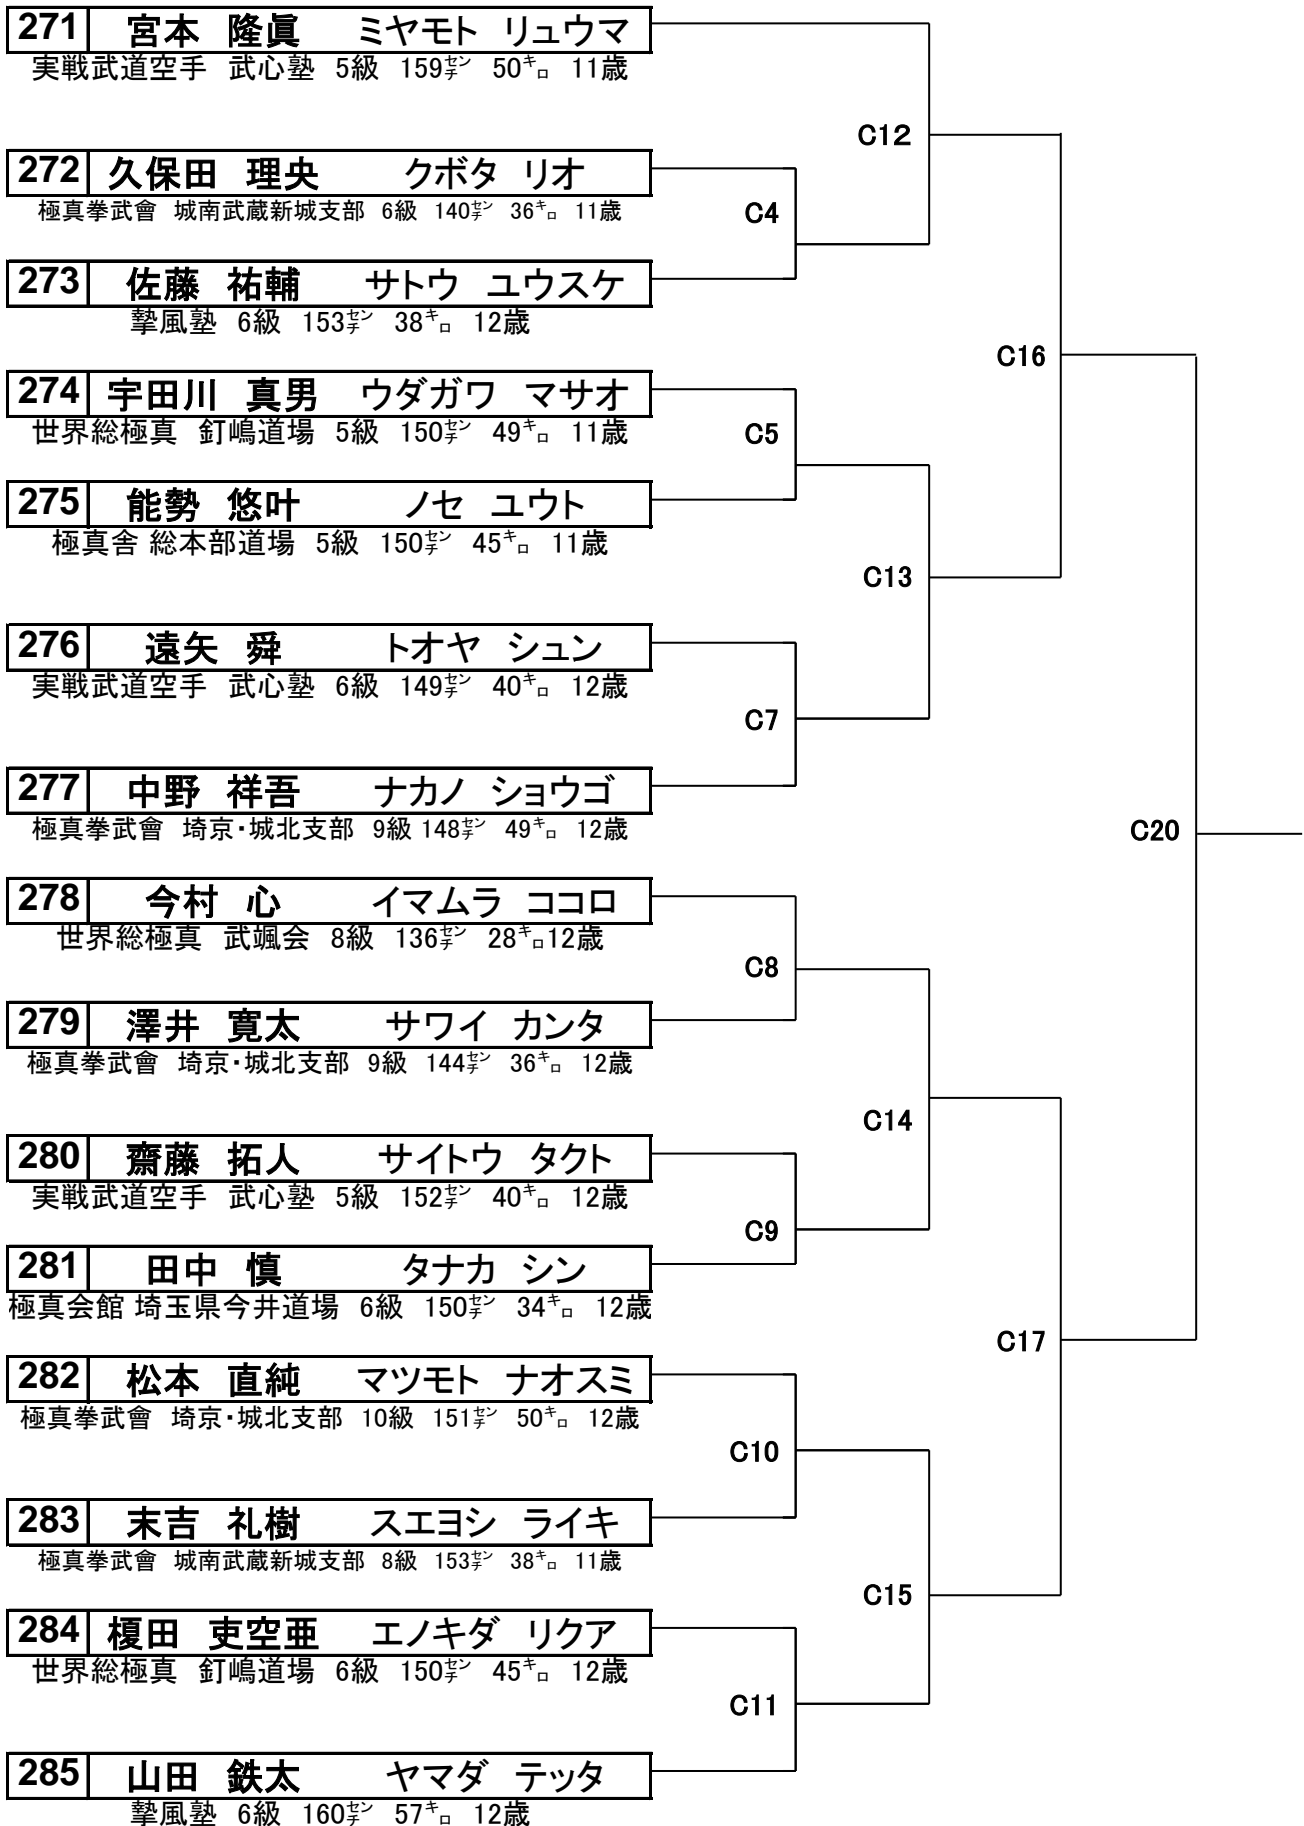 271 宮本 隆眞 ミヤモト リュウマ
実戦武道空手 武心塾 5級 159㌢ 50㌔ 11歳
C12
272 久保田 理央 クボタ リオ
極真拳武會 城南武蔵新城支部 6級 140㌢ 36㌔ 11歳
C4
273 佐藤 祐輔 サトウ ユウスケ
摯風塾 6級 153㌢ 38㌔ 12歳
C16
274 宇田川 真男 ウダガワ マサオ
世界総極真 釘嶋道場 5級 150㌢ 49㌔ 11歳
C5
275 能勢 悠叶 ノセ ユウト
極真舎 総本部道場 5級 150㌢ 45㌔ 11歳
C13
276 遠矢 舜 トオヤ シュン
実戦武道空手 武心塾 6級 149㌢ 40㌔ 12歳
C7
277 中野 祥吾 ナカノ ショウゴ
極真拳武會 埼京・城北支部 9級 148㌢ 49㌔ 12歳
C20
278 今村 心 イマムラ ココロ
世界総極真 武颯会 8級 136㌢ 28㌔12歳
C8
279 澤井 寛太 サワイ カンタ
極真拳武會 埼京・城北支部 9級 144㌢ 36㌔ 12歳
C14
280 齋藤 拓人 サイトウ タクト
実戦武道空手 武心塾 5級 152㌢ 40㌔ 12歳
C9
281 田中 慎 タナカ シン
極真会館 埼玉県今井道場 6級 150㌢ 34㌔ 12歳
C17
282 松本 直純 マツモト ナオスミ
極真拳武會 埼京・城北支部 10級 151㌢ 50㌔ 12歳
C10
283 末吉 礼樹 スエヨシ ライキ
極真拳武會 城南武蔵新城支部 8級 153㌢ 38㌔ 11歳
C15
284 榎田 吏空亜 エノキダ リクア
世界総極真 釘嶋道場 6級 150㌢ 45㌔ 12歳
C11
285 山田 鉄太 ヤマダ テッタ
摯風塾 6級 160㌢ 57㌔ 12歳